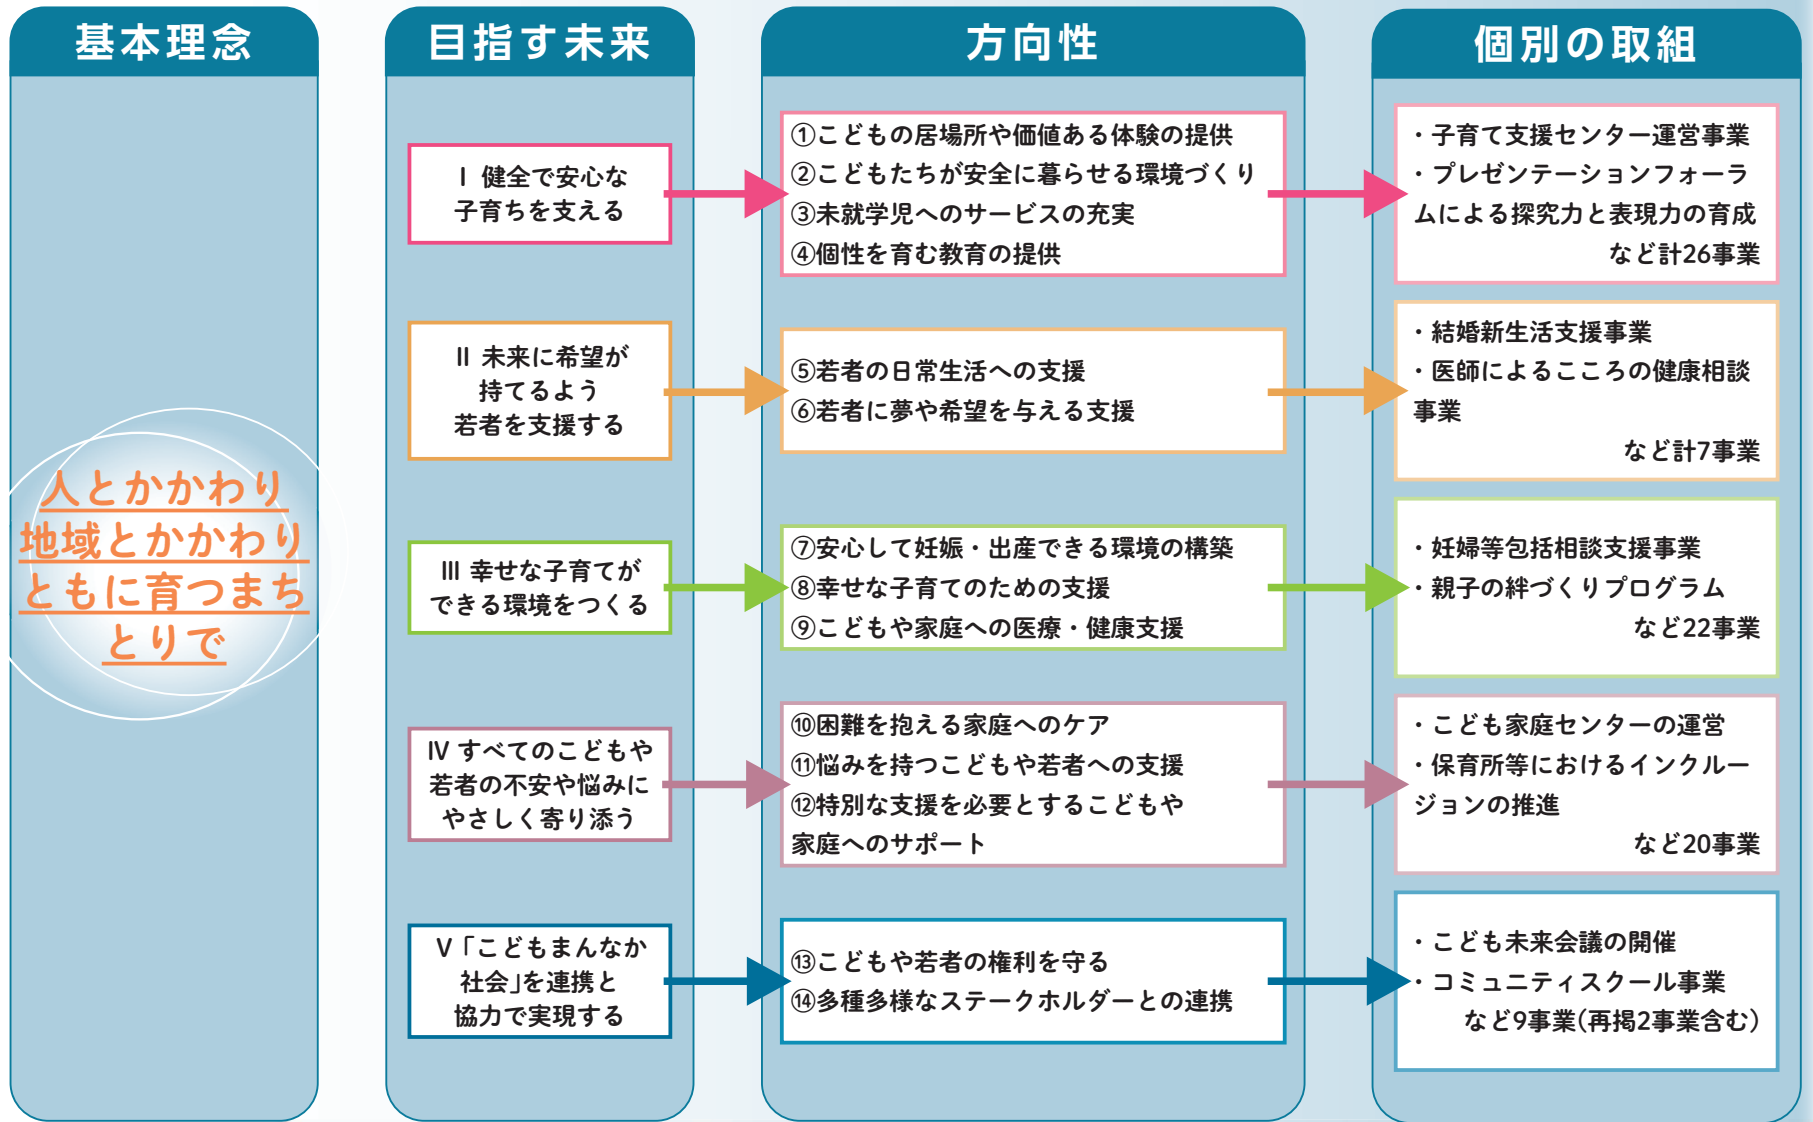 基本理念
人とかかわり
地域とかかわり
ともに育つまち
とりで
目指す未来
Ⅰ 健全で安心な
子育ちを支える
Ⅱ 未来に希望が
持てるよう
若者を支援する
Ⅲ 幸せな子育てが
できる環境をつくる
Ⅳ すべてのこどもや
若者の不安や悩みに
やさしく寄り添う
Ⅴ「こどもまんなか
社会」を連携と
協力で実現する
方向性
①こどもの居場所や価値ある体験の提供
②こどもたちが安全に暮らせる環境づくり
③未就学児へのサービスの充実
④個性を育む教育の提供
⑤若者の日常生活への支援
⑥若者に夢や希望を与える支援
⑦安心して妊娠・出産できる環境の構築
⑧幸せな子育てのための支援
⑨こどもや家庭への医療・健康支援
⑩困難を抱える家庭へのケア
⑪悩みを持つこどもや若者への支援
⑫特別な支援を必要とするこどもや
家庭へのサポート
⑬こどもや若者の権利を守る
⑭多種多様なステークホルダーとの連携
個別の取組
・子育て支援センター運営事業
・プレゼンテーションフォーラ
ムによる探究力と表現力の育成
など計26事業
・結婚新生活支援事業
・医師によるこころの健康相談
事業
など計7事業
・妊婦等包括相談支援事業
・親子の絆づくりプログラム
など22事業
・こども家庭センターの運営
・保育所等におけるインクルー
ジョンの推進
など20事業
・こども未来会議の開催
・コミュニティスクール事業
など9事業(再掲2事業含む)